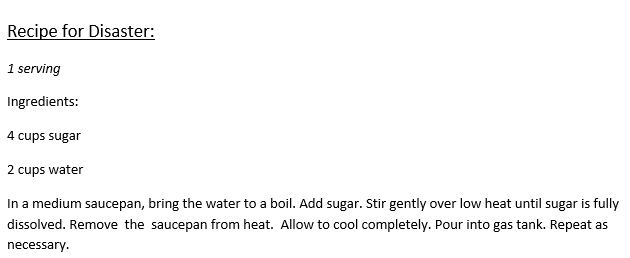 Recipe for Disaster:
1 serving
Ingredients:
4 cups sugar
2 cups water
In a medium saucepan, bring the water to a boil. Add sugar. Stir gently over low heat until sugar is fully
dissolved. Remove  the  saucepan from heat.  Allow to cool completely. Pour into gas tank. Repeat as
necessary.